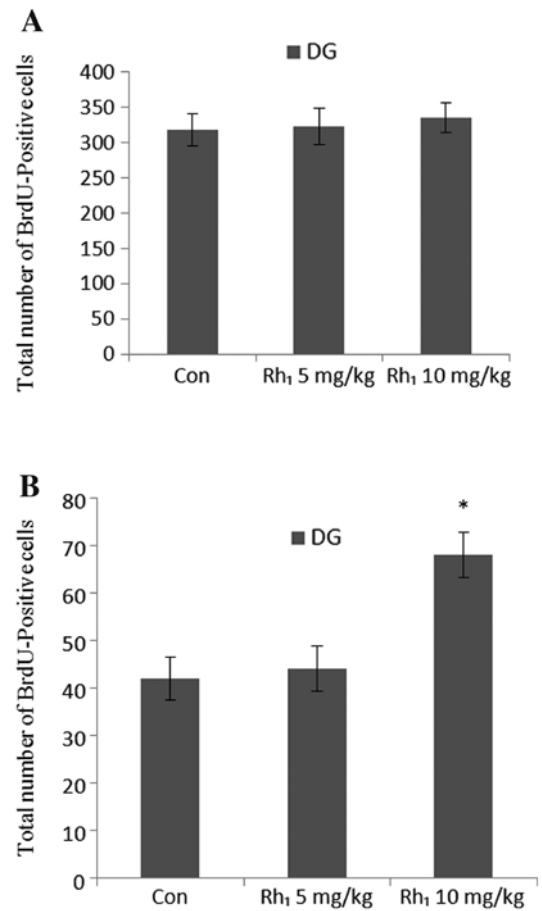 A
DG
Total number of BrdU-Positive cells
400
350
300
250
200
150
100
50
0
Con Rh₁ 5 mg/kg Rh₁ 10 mg/kg
B
DG
Total number of BrdU-Positive cells
80
70
60
50
40
30
20
10
0
*
Con Rh₁ 5 mg/kg Rh₁ 10 mg/kg